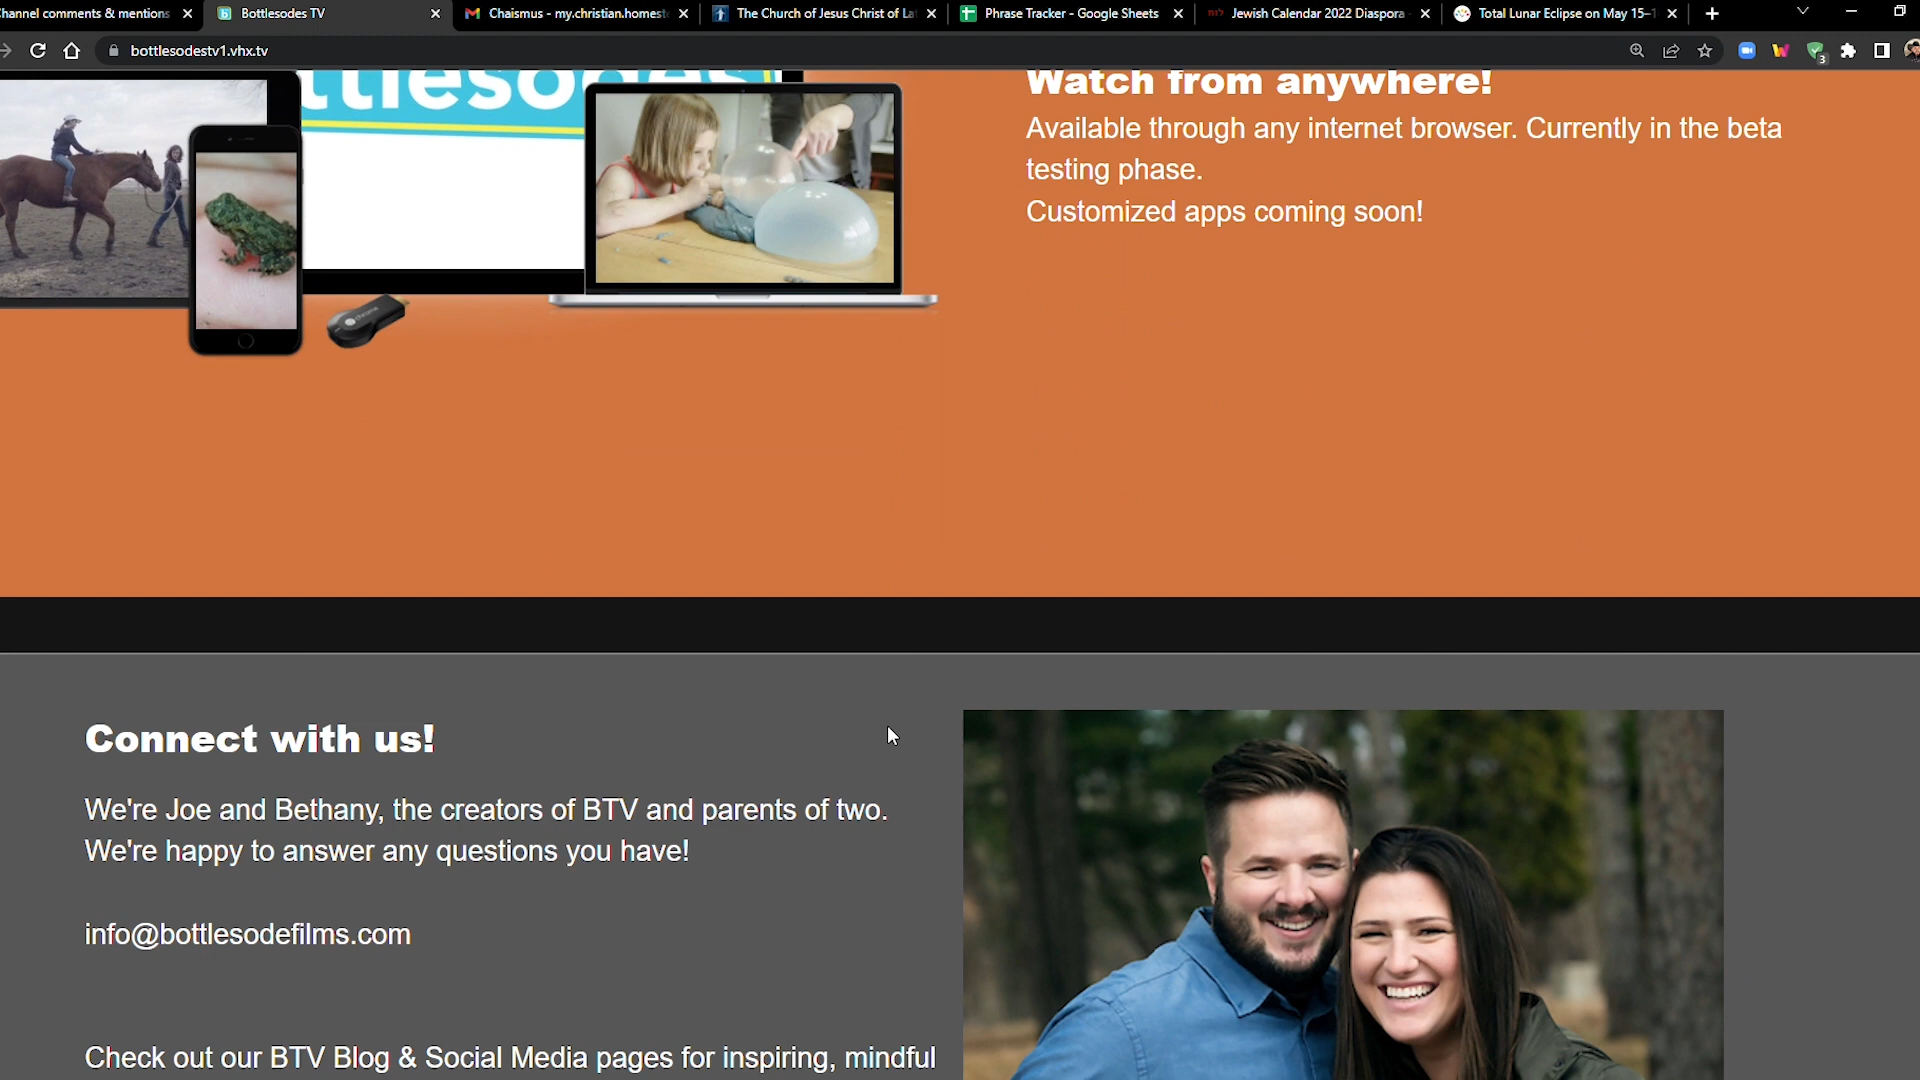 hannel comments & mentions
Bottlesodes TV
Chaismus - my.christian.homest
The Church of Jesus Christ of La
Phrase Tracker - Google Sheets
Jewish Calendar 2022 Diaspora
Total Lunar Eclipse on May 15–1
bottlesodestv1.vhx.tv
3
ttlesodes
Watch from anywhere!
Available through any internet browser. Currently in the beta
testing phase.
Customized apps coming soon!
chrome
Connect with us!
We're Joe and Bethany, the creators of BTV and parents of two.
We're happy to answer any questions you have!
info@bottlesodefilms.com
Check out our BTV Blog & Social Media pages for inspiring, mindful